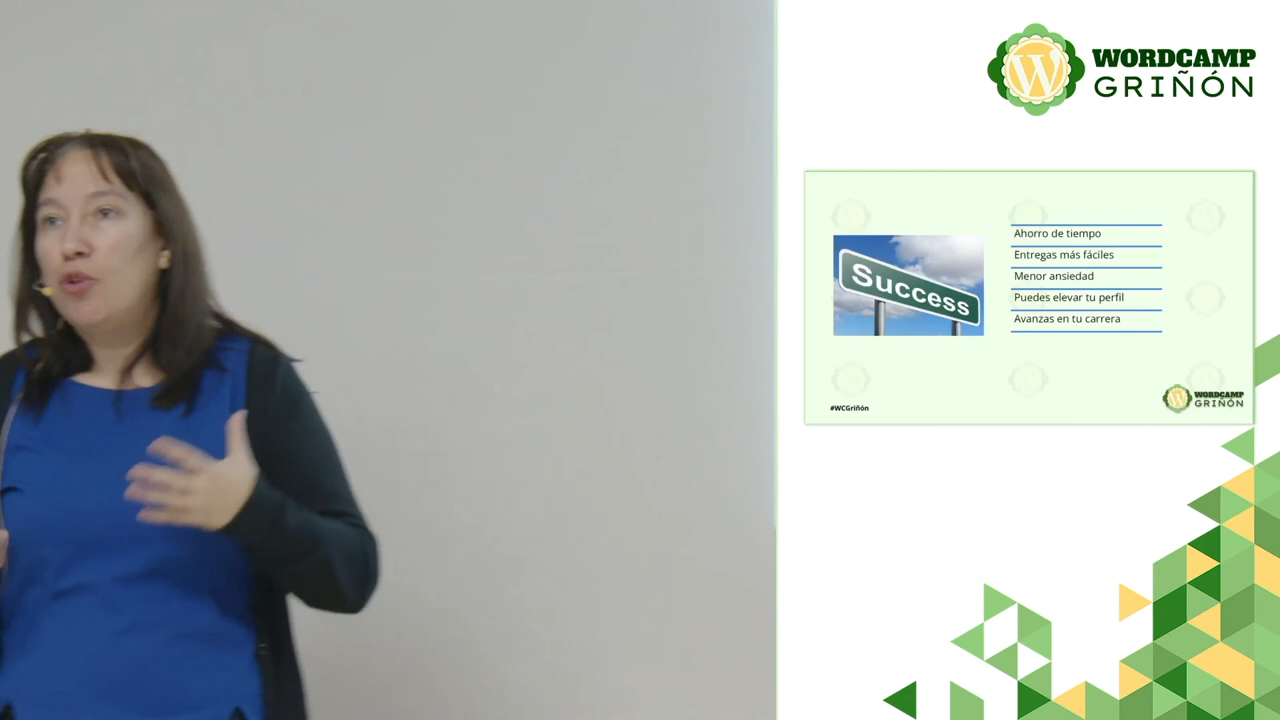 WORDCAMP
GRIÑÓN
Success
Ahorro de tiempo
Entregas más fáciles
Menor ansiedad
Puedes elevar tu perfil
Avanzas en tu carrera
#WCGriñón
WORDCAMP
GRIÑÓN